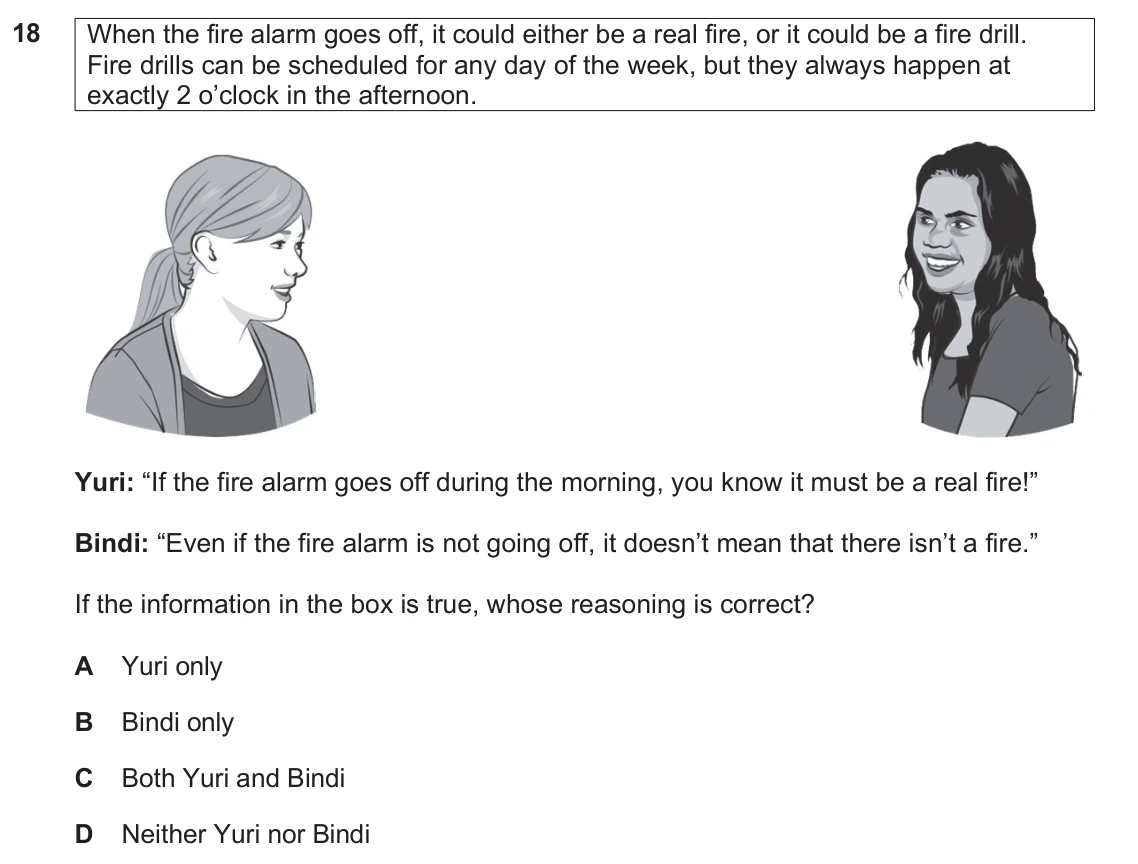 18
When the fire alarm goes off, it could either be a real fire, or it could be a fire drill.
Fire drills can be scheduled for any day of the week, but they always happen at
exactly 2 o’clock in the afternoon.
Yuri: “If the fire alarm goes off during the morning, you know it must be a real fire!”
Bindi: “Even if the fire alarm is not going off, it doesn’t mean that there isn’t a fire.”
If the information in the box is true, whose reasoning is correct?
A Yuri only
B Bindi only
C Both Yuri and Bindi
D Neither Yuri nor Bindi